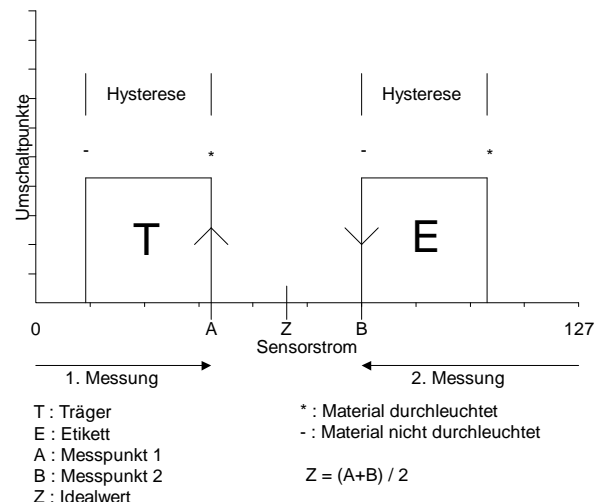 Hysterese
Hysterese
Umschaltpunkte
- * - *
T E
0 A Z B 127
Sensorstrom
1. Messung
2. Messung
T : Träger
E : Etikett
A : Messpunkt 1
B : Messpunkt 2
Z : Idealwert
* : Material durchleuchtet
- : Material nicht durchleuchtet
Z = (A+B) / 2